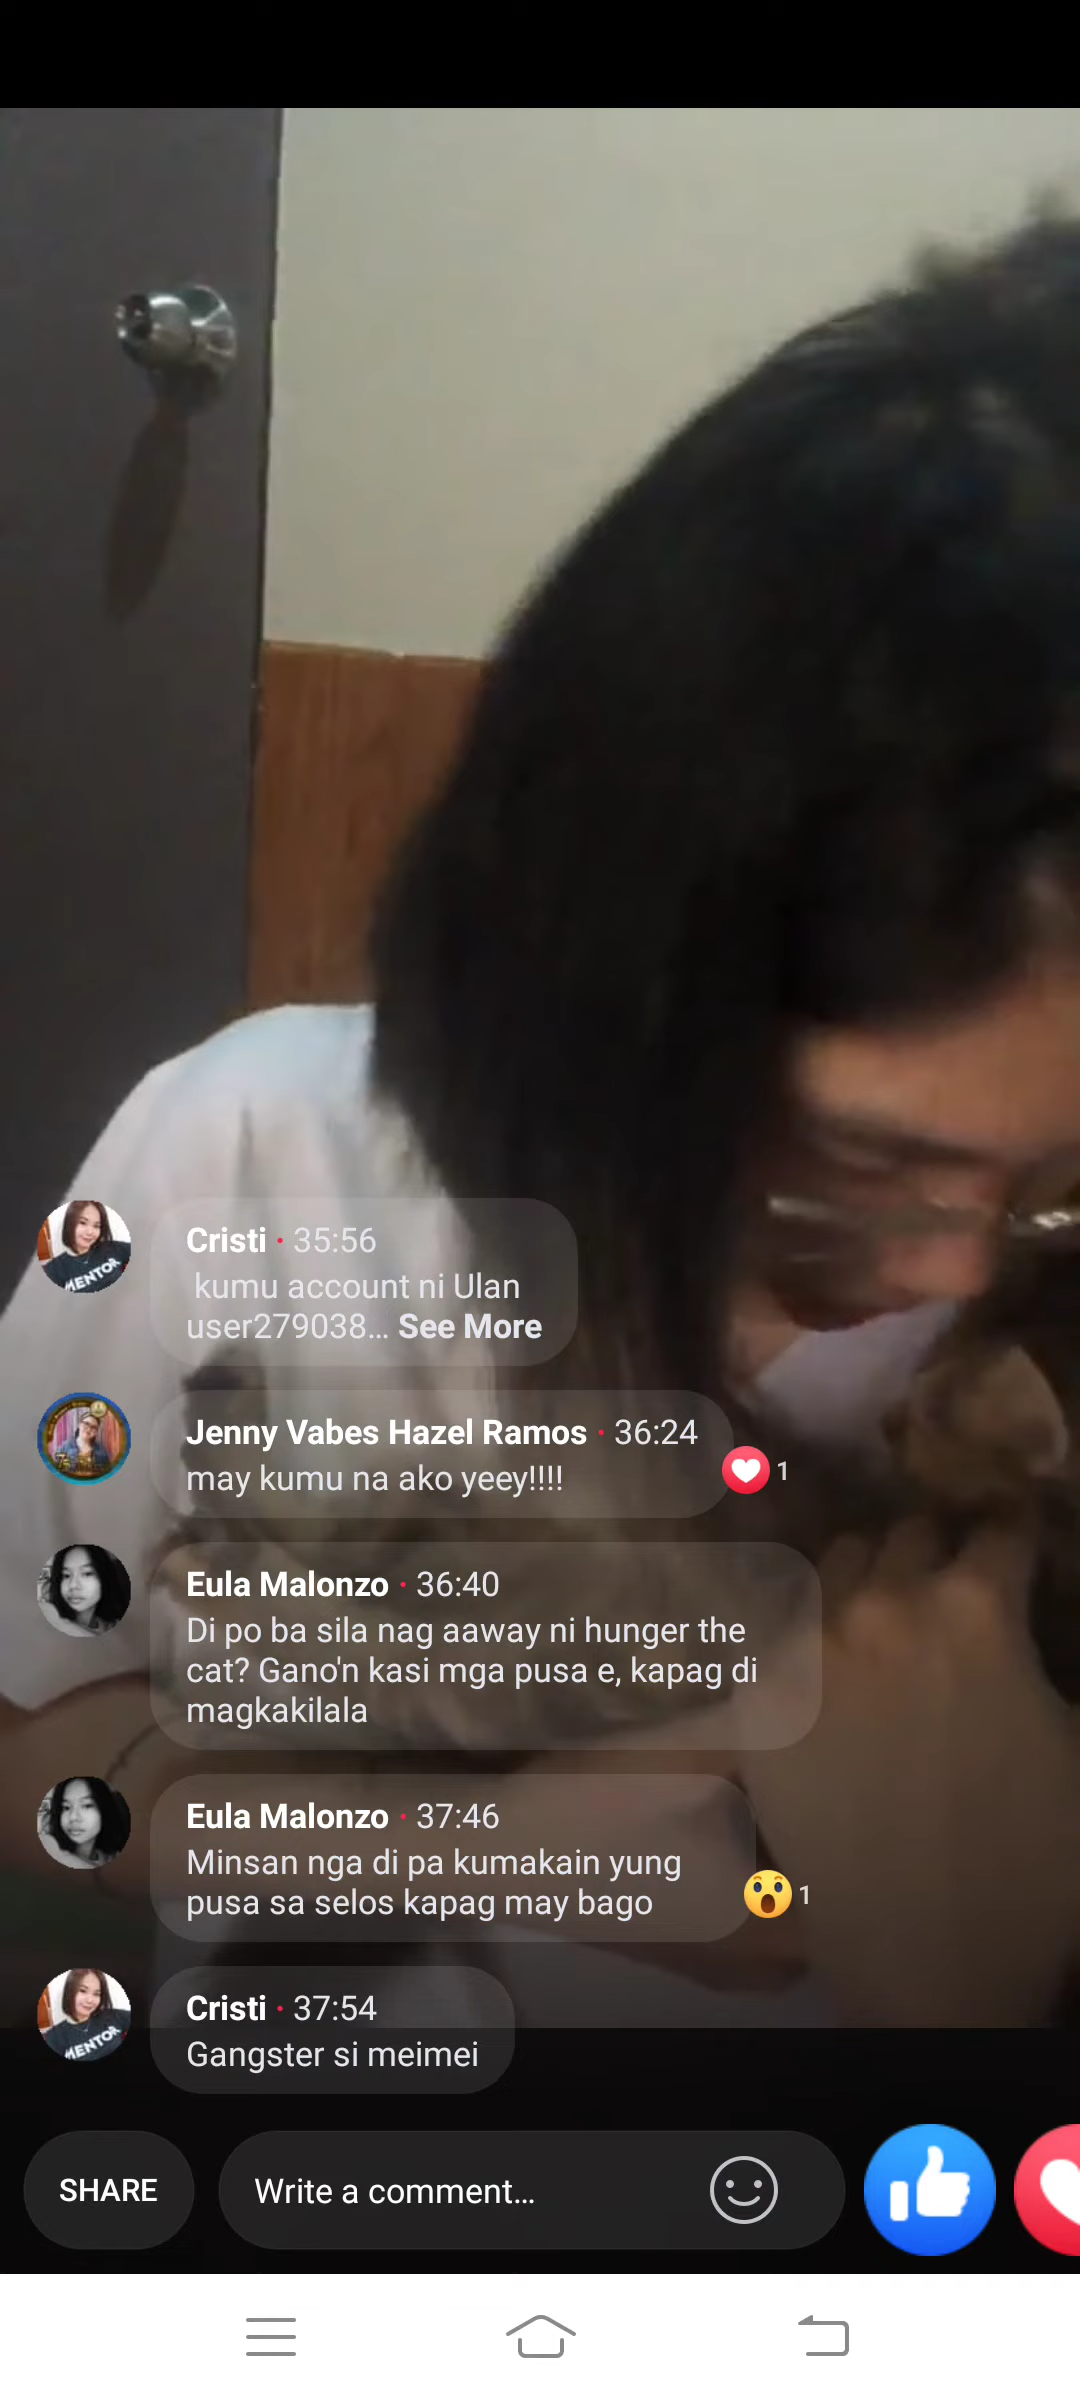 Cristi · 35:56
kumu account ni Ulan
user279038... See More
Jenny Vabes Hazel Ramos · 36:24
may kumu na ako yeey!!!!
1
Eula Malonzo · 36:40
Di po ba sila nag aaway ni hunger the
cat? Gano'n kasi mga pusa e, kapag di
magkakilala
Eula Malonzo · 37:46
Minsan nga di pa kumakain yung
pusa sa selos kapag may bago
1
Cristi · 37:54
Gangster si meimei
SHARE
Write a comment...
MENTOR
MENTOR